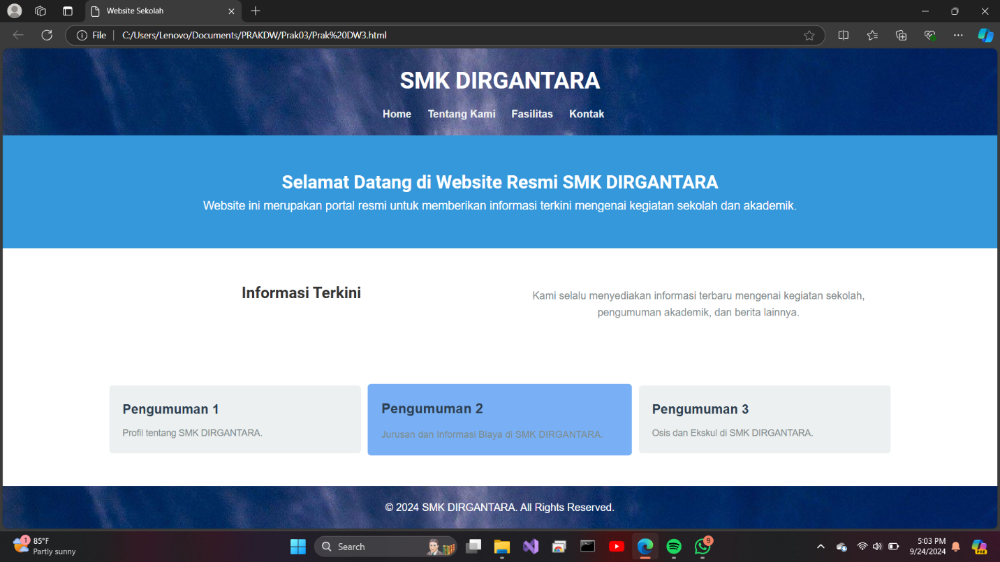 Website Sekolah
File
C:/Users/Lenovo/Documents/PRAKDW/Prak03/Prak%20DW3.html
SMK DIRGANTARA
Home Tentang Kami Fasilitas Kontak
Selamat Datang di Website Resmi SMK DIRGANTARA
Website ini merupakan portal resmi untuk memberikan informasi terkini mengenai kegiatan sekolah dan akademik.
Informasi Terkini
Kami selalu menyediakan informasi terbaru mengenai kegiatan sekolah,
pengumuman akademik, dan berita lainnya.
Pengumuman 1
Profil tentang SMK DIRGANTARA.
Pengumuman 2
Jurusan dan Informasi Biaya di SMK DIRGANTARA.
Pengumuman 3
Osis dan Ekskul di SMK DIRGANTARA.
© 2024 SMK DIRGANTARA. All Rights Reserved.
1
85°F
Partly sunny
Search
9
5:03 PM
9/24/2024
PRE